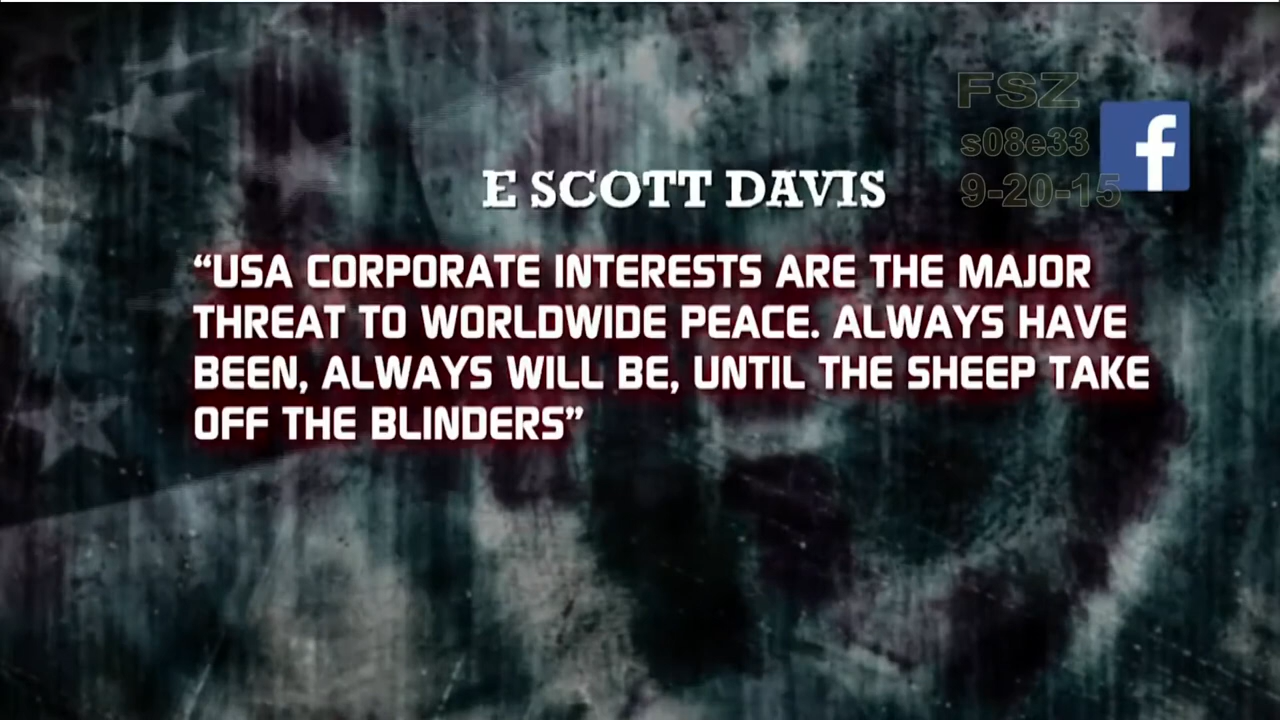 FSZ
s08e33
9-20-15
f
E SCOTT DAVIS
“USA CORPORATE INTERESTS ARE THE MAJOR
THREAT TO WORLDWIDE PEACE. ALWAYS HAVE
BEEN, ALWAYS WILL BE, UNTIL THE SHEEP TAKE
OFF THE BLINDERS”